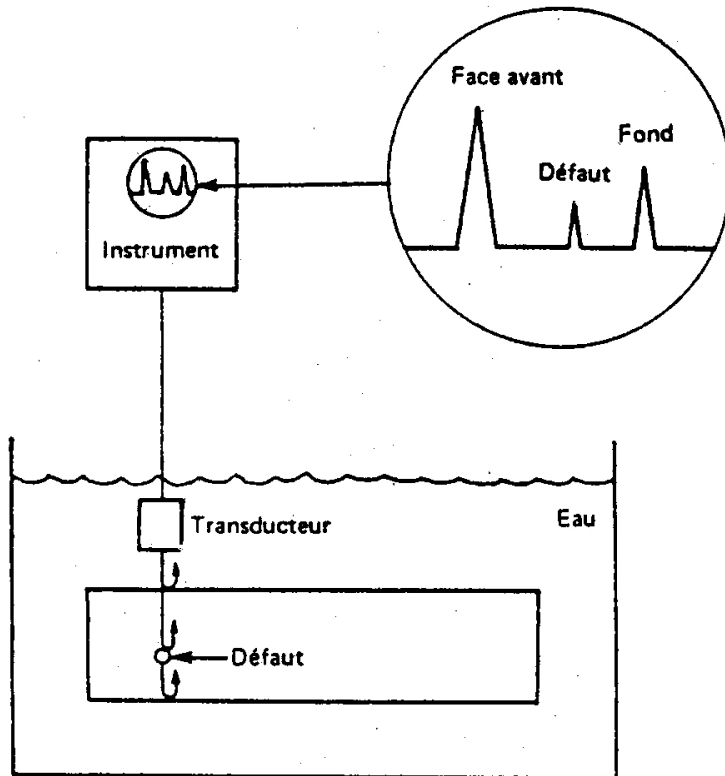 Face avant
Fond
Défaut
Instrument
Transducteur
Eau
Défaut